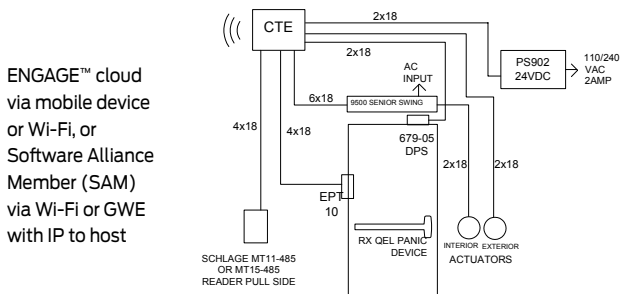 ENGAGE™ cloud
via mobile device
or Wi-Fi, or
Software Alliance
Member (SAM)
via Wi-Fi or GWE
with IP to host
CTE
2x18
2x18
PS902
24VDC
110/240
VAC
2AMP
AC
INPUT
6x18
9500 SENIOR SWING
4x18
4x18
679-05
DPS
2x18
2x18
EPT
10
RX QEL PANIC
DEVICE
INTERIOR
EXTERIOR
ACTUATORS
SCHLAGE MT11-485
OR MT15-485
READER PULL SIDE